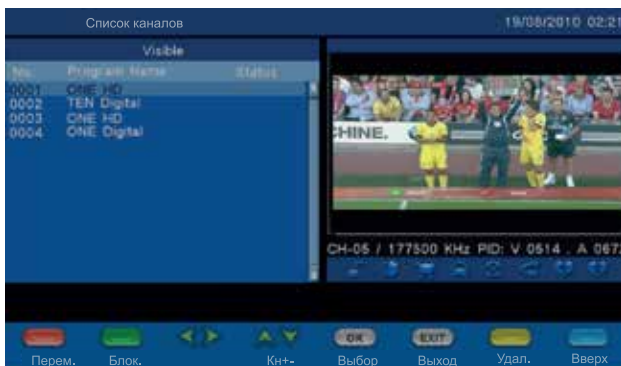 Список каналов 19/08/2010 02:21
Visible
No. Program Name Status
0001 ONE HD
0002 TEN Digital
0003 ONE HD
0004 ONE Digital
CHINE.
CH-05 / 177500 KHz PID: V 0514 . A 067
OK EXIT
Перем. Блок. Кн+- Выбор Выход Удал. Вверх